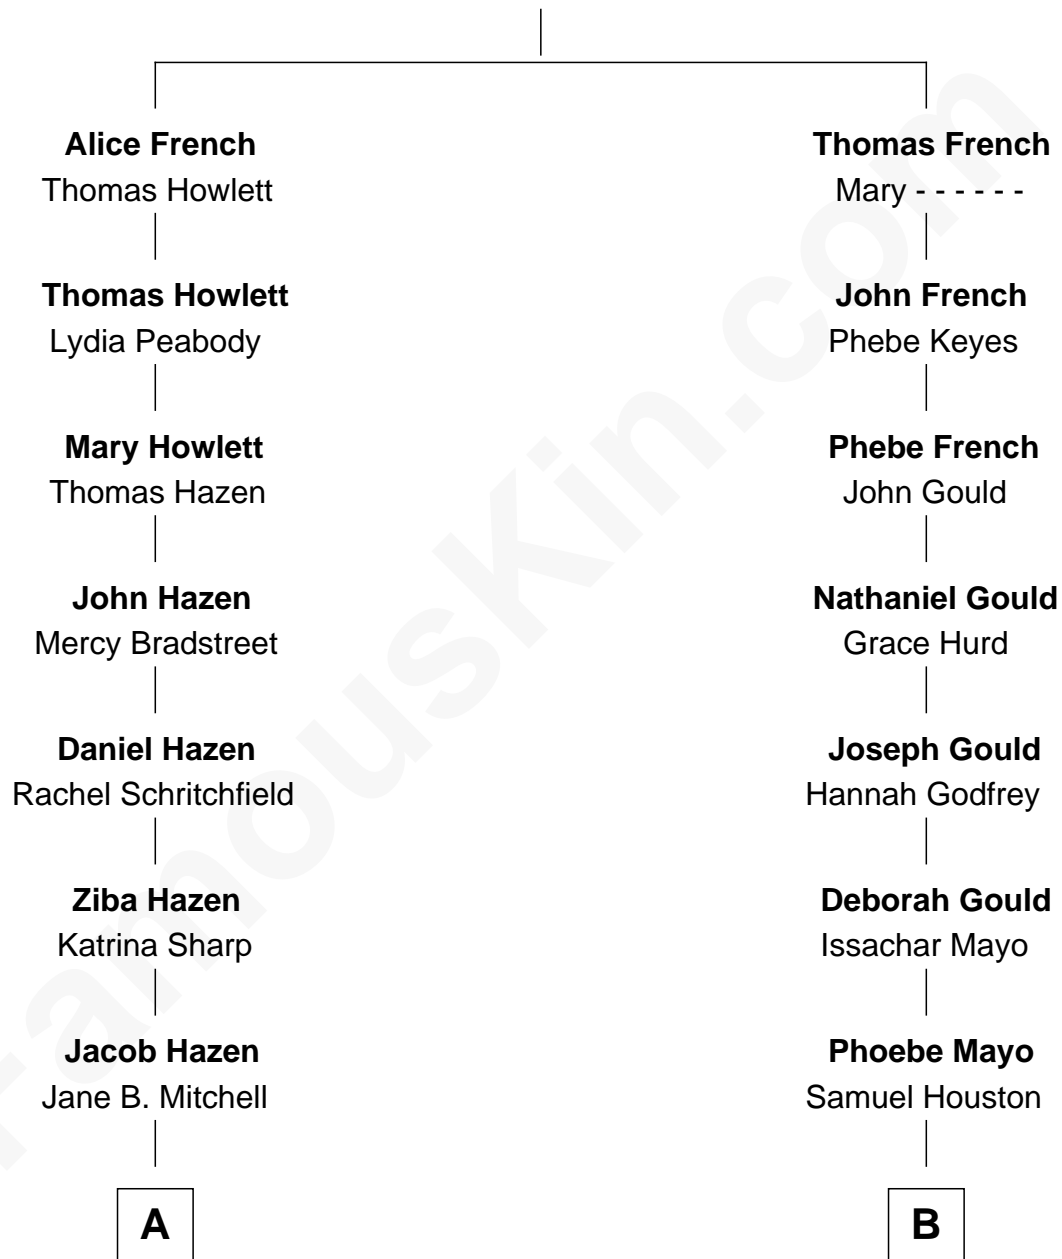 Alice French
Thomas Howlett
Thomas Howlett
Lydia Peabody
Mary Howlett
Thomas Hazen
John Hazen
Mercy Bradstreet
Daniel Hazen
Rachel Schritchfield
Ziba Hazen
Katrina Sharp
Jacob Hazen
Jane B. Mitchell
A
Thomas French
Mary - - - - - -
John French
Phebe Keyes
Phebe French
John Gould
Nathaniel Gould
Grace Hurd
Joseph Gould
Hannah Godfrey
Deborah Gould
Issachar Mayo
Phoebe Mayo
Samuel Houston
B
FamousKin.com